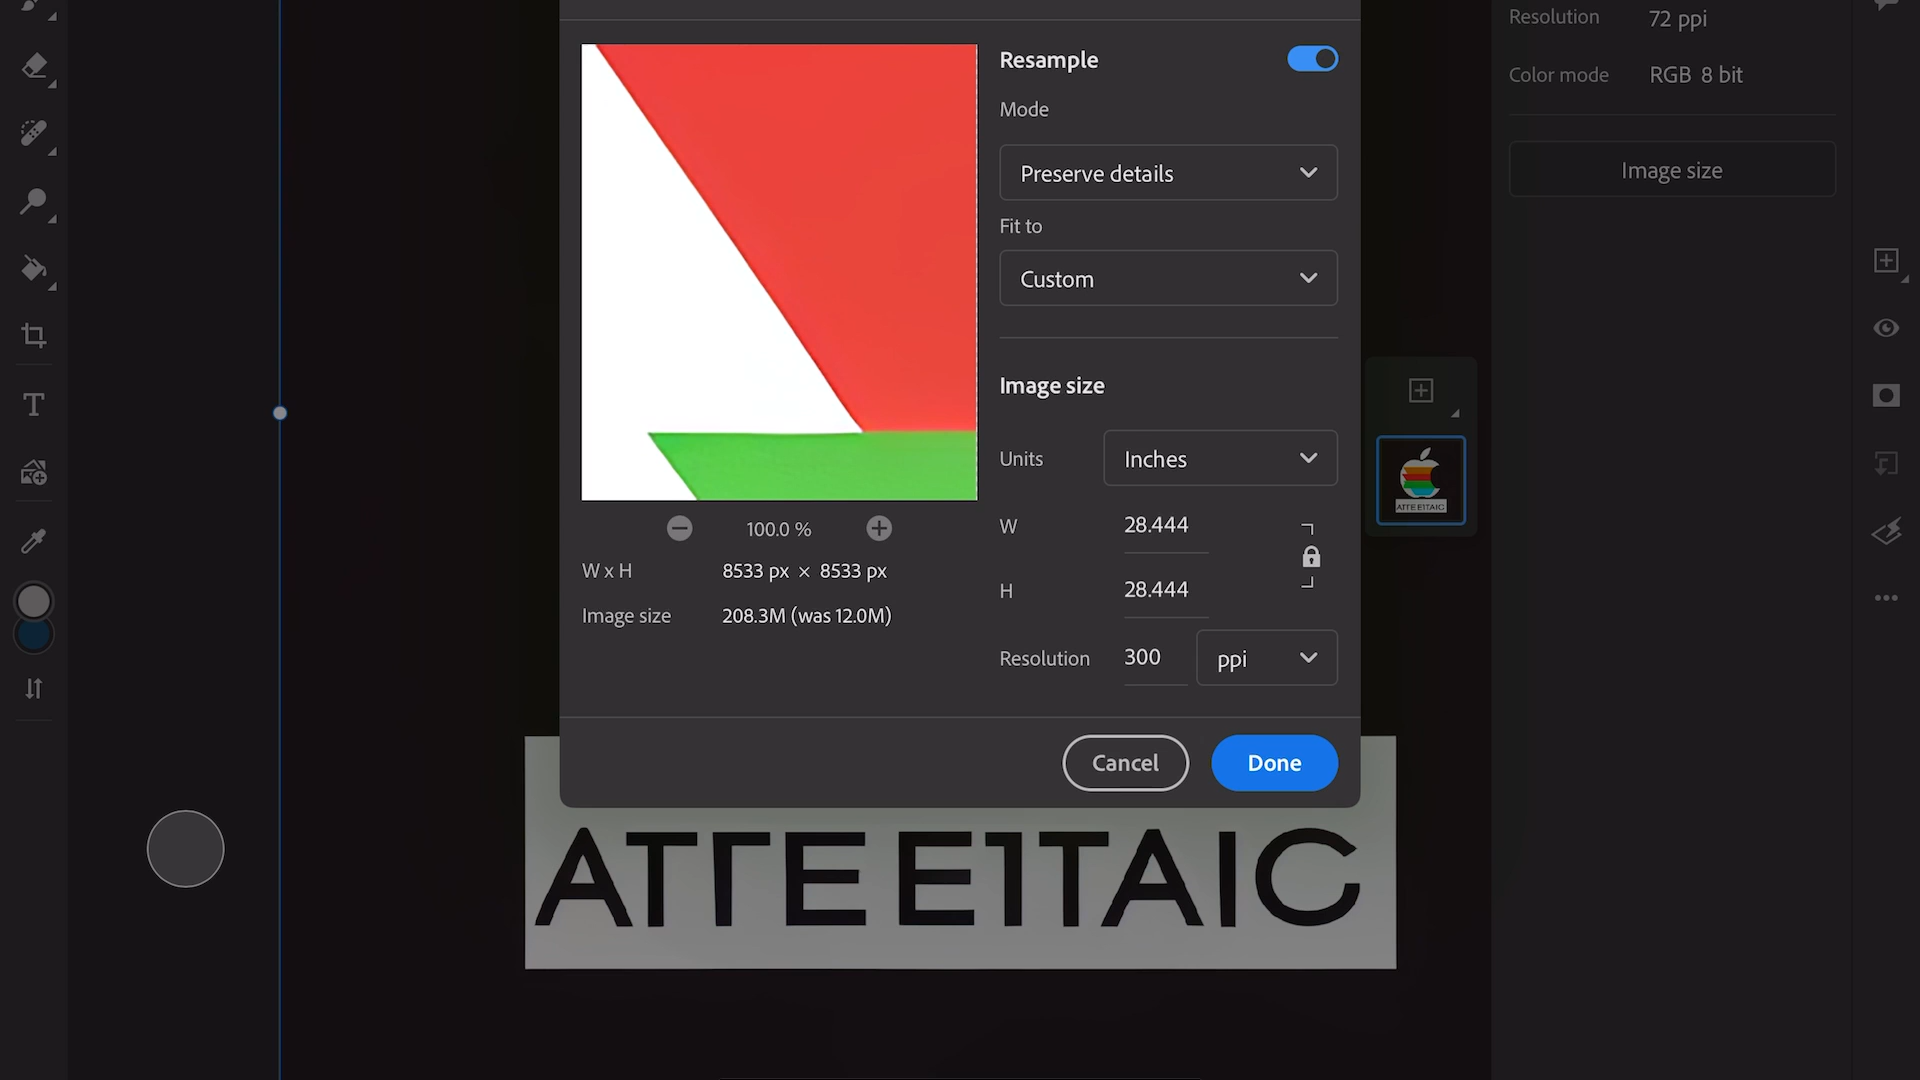 Resolution 72 ppi
Color mode RGB 8 bit
Image size
Resample
Mode
Preserve details
Fit to
Custom
Image size
Units Inches
W 28.444
H 28.444
Resolution 300 ppi
100.0 %
W x H 8533 px × 8533 px
Image size 208.3M (was 12.0M)
Cancel Done
T
ATTEE1TAIC
ATTEE1TAIC